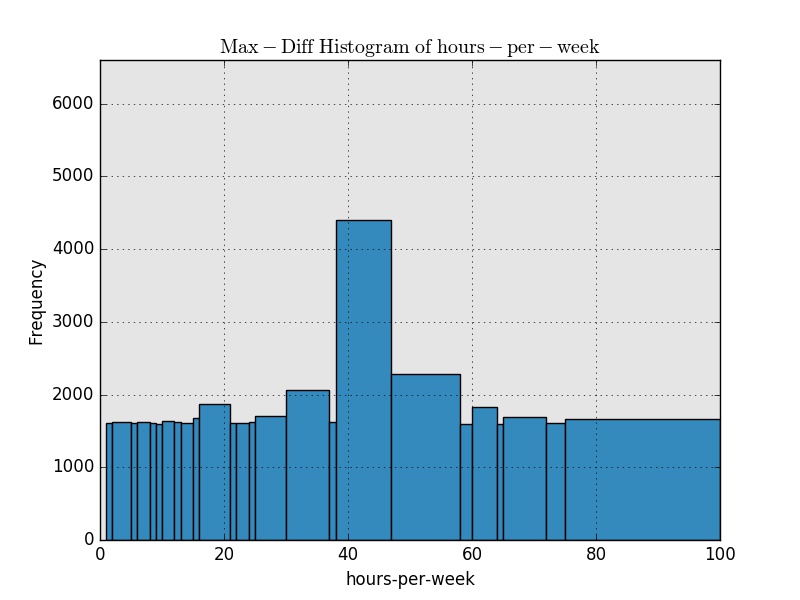 Max − Diff Histogram of hours − per − week
6000
5000
4000
3000
2000
1000
0
Frequency
0 20 40 60 80 100
hours-per-week